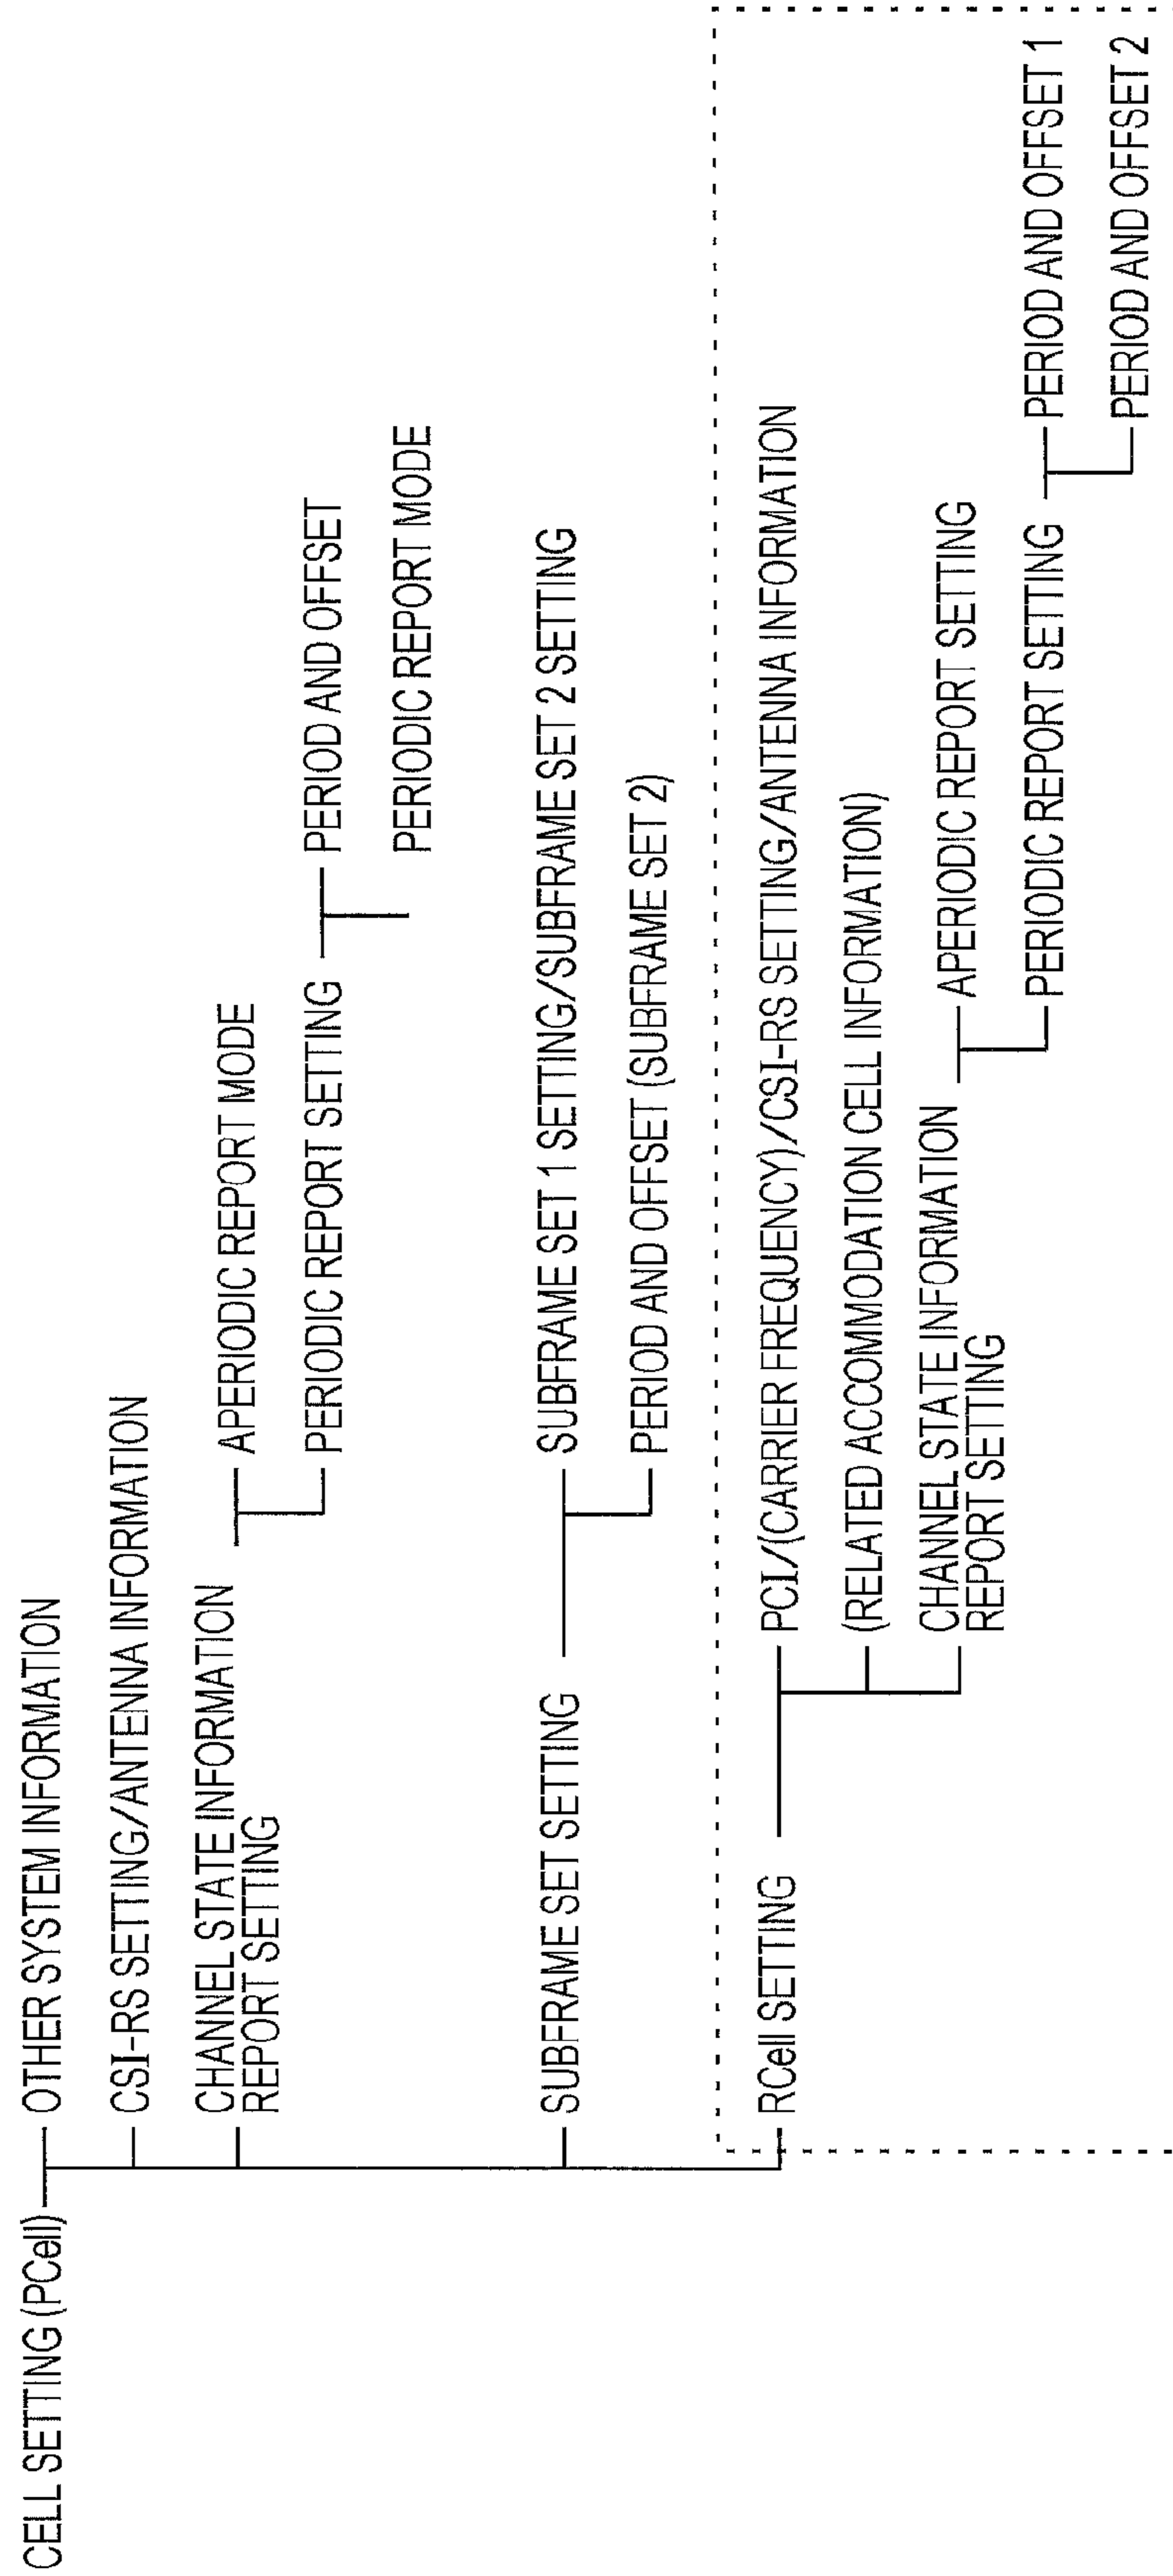 CELL SETTING (PCell)
OTHER SYSTEM INFORMATION
CSI-RS SETTING/ANTENNA INFORMATION
CHANNEL STATE INFORMATION
REPORT SETTING
APERIODIC REPORT MODE
PERIODIC REPORT SETTING
PERIOD AND OFFSET
PERIODIC REPORT MODE
SUBFRAME SET SETTING
SUBFRAME SET 1 SETTING/SUBFRAME SET 2 SETTING
PERIOD AND OFFSET (SUBFRAME SET 2)
RCell SETTING
PCI/(CARRIER FREQUENCY)/CSI-RS SETTING/ANTENNA INFORMATION
(RELATED ACCOMMODATION CELL INFORMATION)
CHANNEL STATE INFORMATION
REPORT SETTING
APERIODIC REPORT SETTING
PERIODIC REPORT SETTING
PERIOD AND OFFSET 1
PERIOD AND OFFSET 2